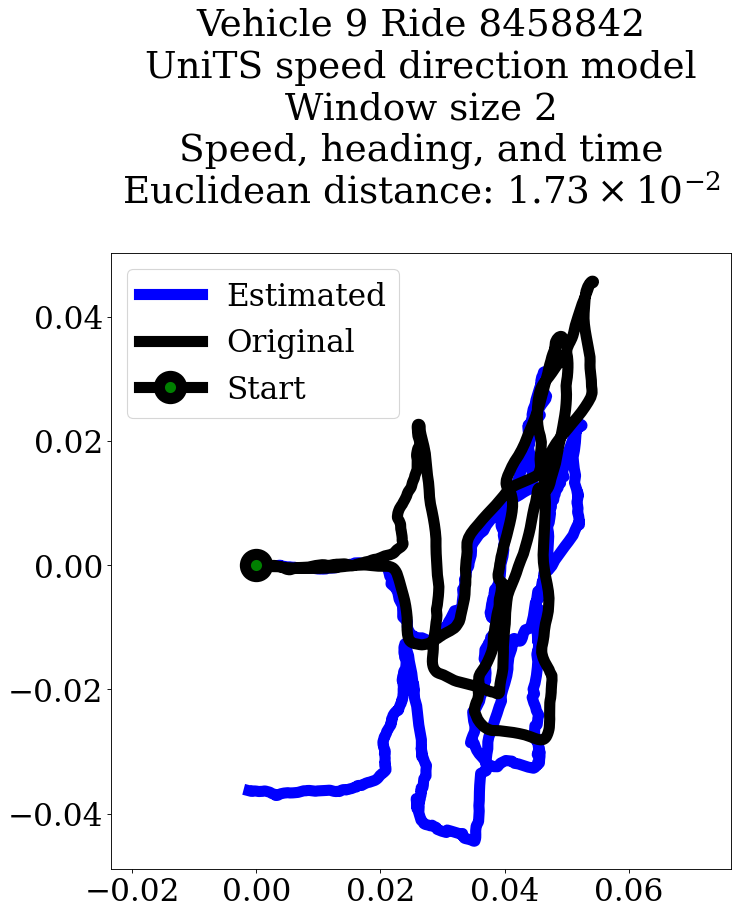 Vehicle 9 Ride 8458842
UniTS speed direction model
Window size 2
Speed, heading, and time
Euclidean distance: 1.73 × 10⁻²
Estimated
Original
Start
0.04
0.02
0.00
−0.02
−0.04
−0.02 0.00 0.02 0.04 0.06